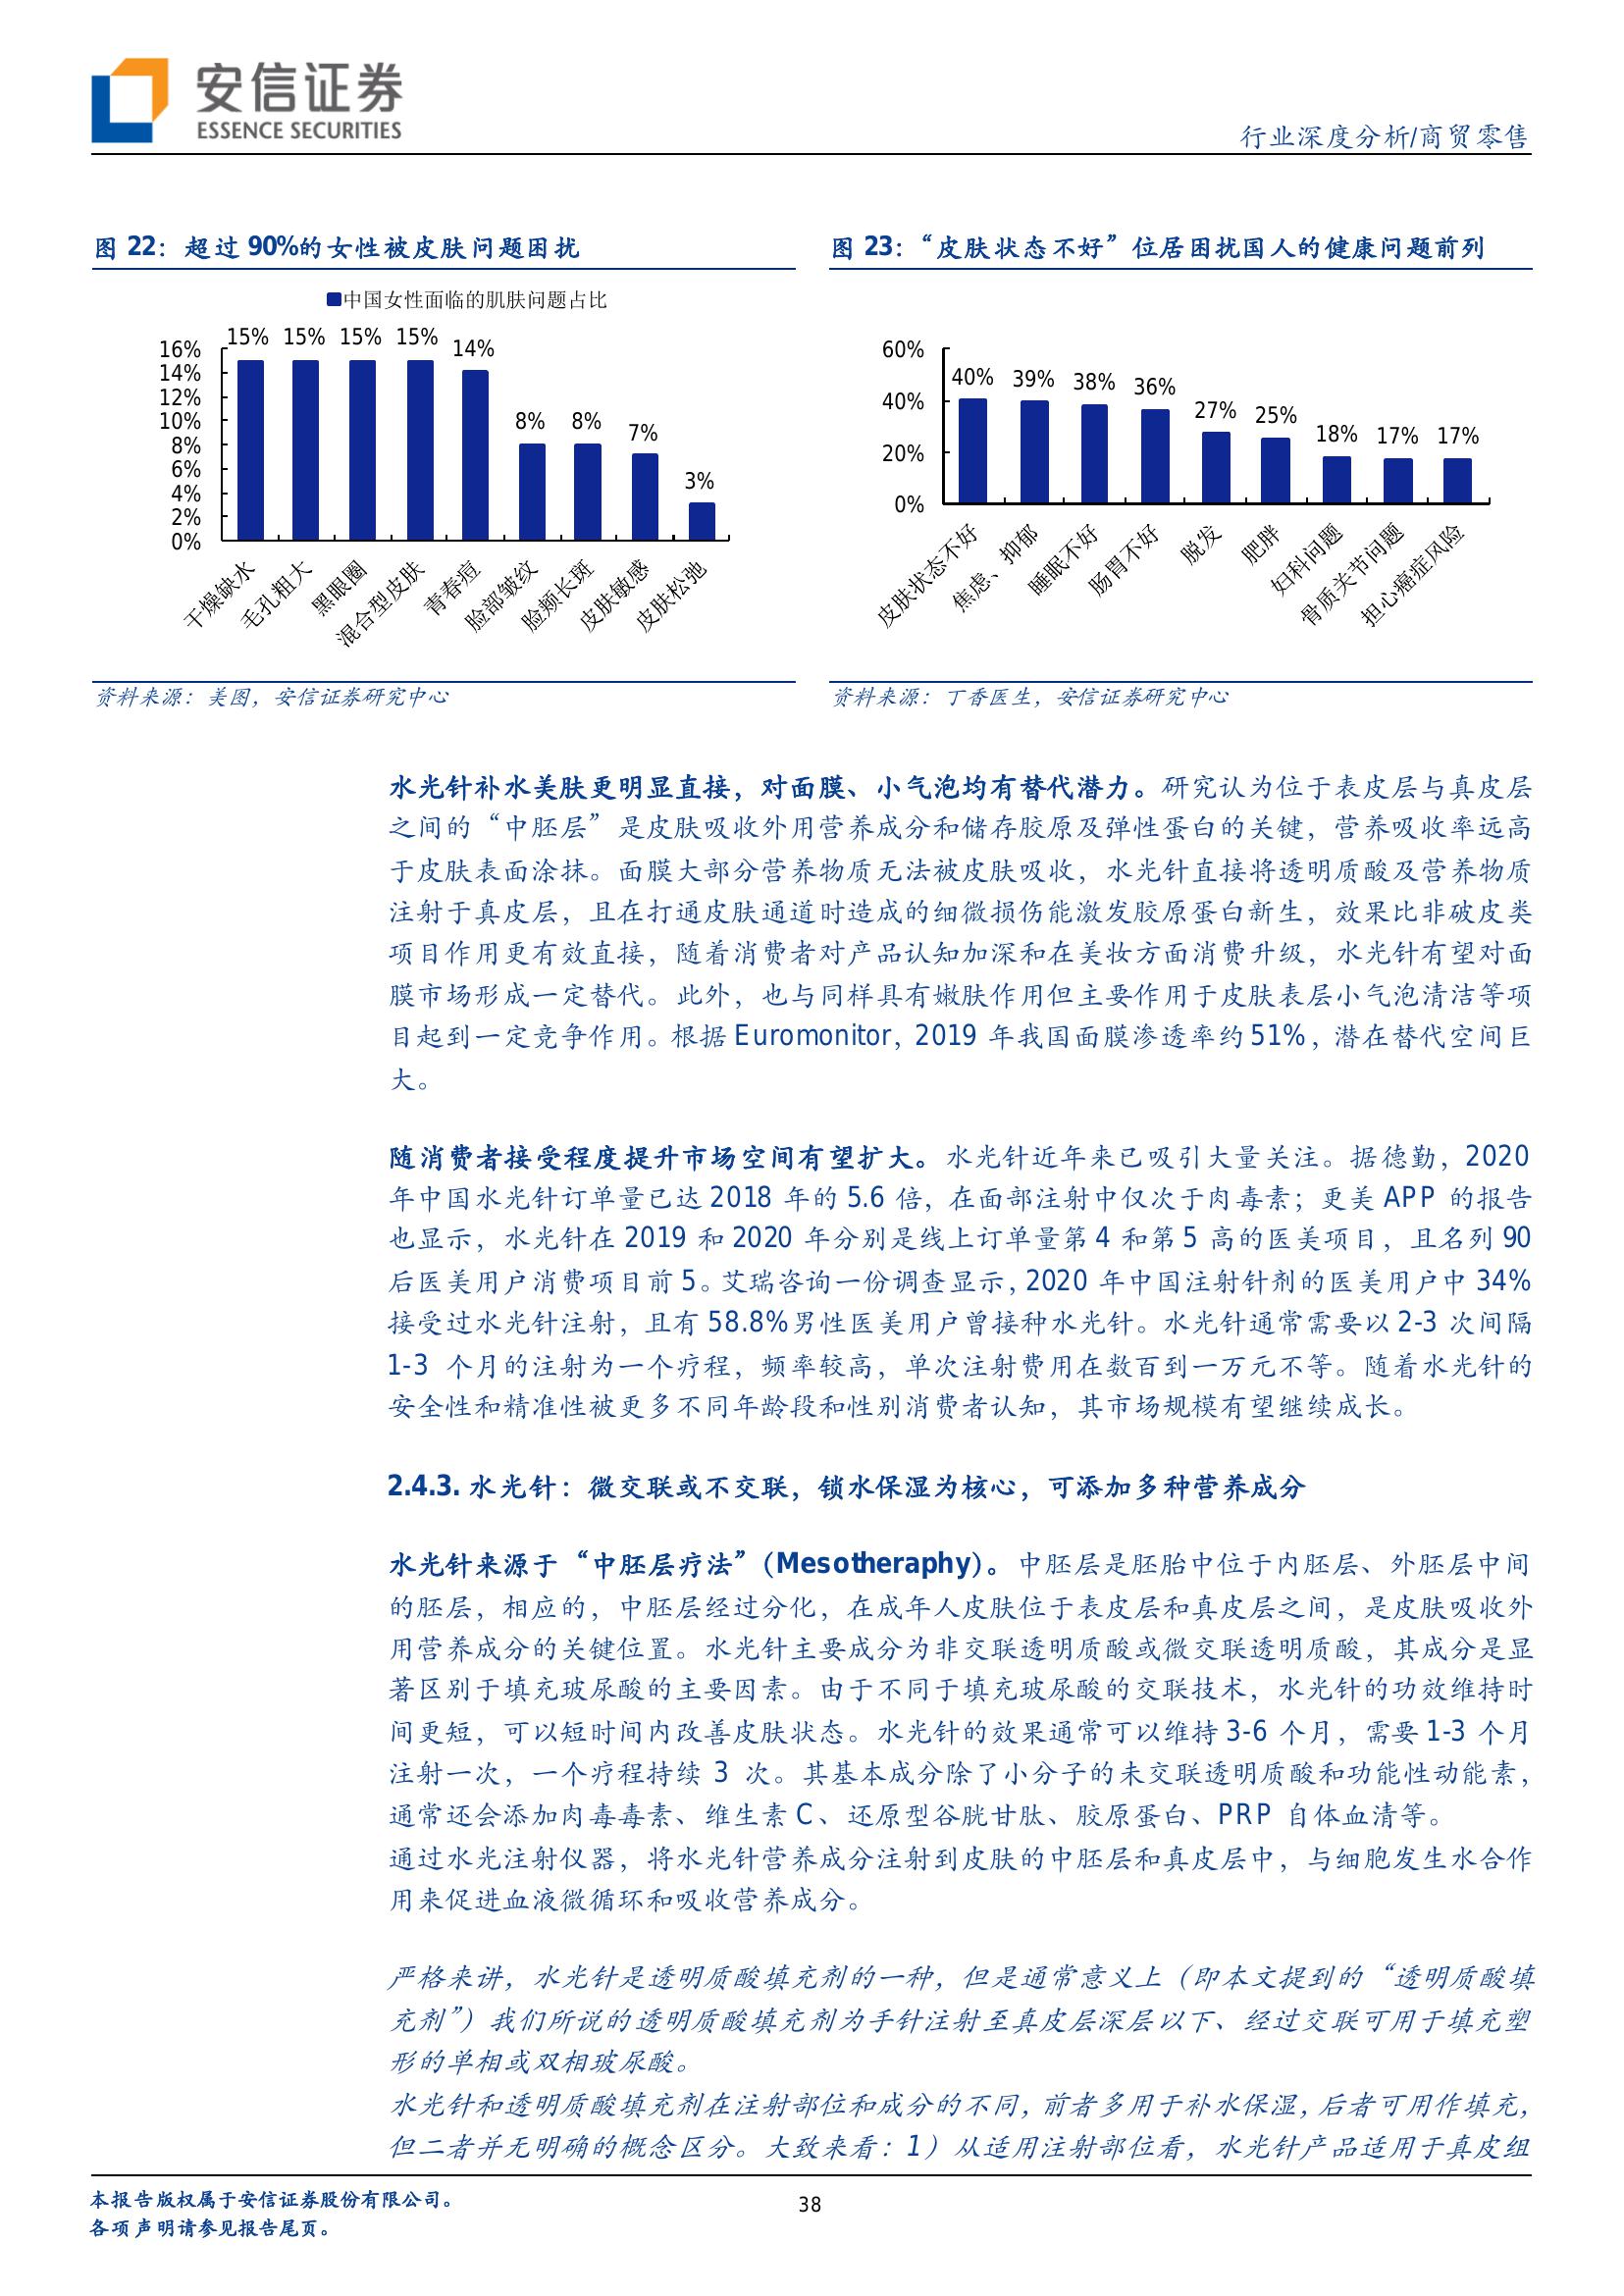 安信证券
ESSENCE SECURITIES
行业深度分析/商贸零售
图 22：超过 90%的女性被皮肤问题困扰
中国女性面临的肌肤问题占比
16%
14%
12%
10%
8%
6%
4%
2%
0%
15% 15% 15% 15% 14% 8% 8% 7% 3%
干燥缺水
毛孔粗大
黑眼圈
混合型皮肤
青春痘
脸部皱纹
脸颊长斑
皮肤敏感
皮肤松弛
资料来源：美图，安信证券研究中心
图 23：“皮肤状态不好”位居困扰国人的健康问题前列
60%
40%
20%
0%
40% 39% 38% 36% 27% 25% 18% 17% 17%
皮肤状态不好
焦虑、抑郁
睡眠不好
肠胃不好
脱发
肥胖
妇科问题
骨质关节问题
担心癌症风险
资料来源：丁香医生，安信证券研究中心
水光针补水美肤更明显直接，对面膜、小气泡均有替代潜力。研究认为位于表皮层与真皮层
之间的“中胚层”是皮肤吸收外用营养成分和储存胶原及弹性蛋白的关键，营养吸收率远高
于皮肤表面涂抹。面膜大部分营养物质无法被皮肤吸收，水光针直接将透明质酸及营养物质
注射于真皮层，且在打通皮肤通道时造成的细微损伤能激发胶原蛋白新生，效果比非破皮类
项目作用更有效直接，随着消费者对产品认知加深和在美妆方面消费升级，水光针有望对面
膜市场形成一定替代。此外，也与同样具有嫩肤作用但主要作用于皮肤表层小气泡清洁等项
目起到一定竞争作用。根据 Euromonitor，2019 年我国面膜渗透率约 51%，潜在替代空间巨
大。
随消费者接受程度提升市场空间有望扩大。水光针近年来已吸引大量关注。据德勤，2020
年中国水光针订单量已达 2018 年的 5.6 倍，在面部注射中仅次于肉毒素；更美 APP 的报告
也显示，水光针在 2019 和 2020 年分别是线上订单量第 4 和第 5 高的医美项目，且名列 90
后医美用户消费项目前 5。艾瑞咨询一份调查显示，2020 年中国注射针剂的医美用户中 34%
接受过水光针注射，且有 58.8%男性医美用户曾接种水光针。水光针通常需要以 2-3 次间隔
1-3 个月的注射为一个疗程，频率较高，单次注射费用在数百到一万元不等。随着水光针的
安全性和精准性被更多不同年龄段和性别消费者认知，其市场规模有望继续成长。
2.4.3. 水光针：微交联或不交联，锁水保湿为核心，可添加多种营养成分
水光针来源于“中胚层疗法”（Mesotheraphy）。中胚层是胚胎中位于内胚层、外胚层中间
的胚层，相应的，中胚层经过分化，在成年人皮肤位于表皮层和真皮层之间，是皮肤吸收外
用营养成分的关键位置。水光针主要成分为非交联透明质酸或微交联透明质酸，其成分是显
著区别于填充玻尿酸的主要因素。由于不同于填充玻尿酸的交联技术，水光针的功效维持时
间更短，可以短时间内改善皮肤状态。水光针的效果通常可以维持 3-6 个月，需要 1-3 个月
注射一次，一个疗程持续 3 次。其基本成分除了小分子的未交联透明质酸和功能性动能素，
通常还会添加肉毒毒素、维生素 C、还原型谷胱甘肽、胶原蛋白、PRP 自体血清等。
通过水光注射仪器，将水光针营养成分注射到皮肤的中胚层和真皮层中，与细胞发生水合作
用来促进血液微循环和吸收营养成分。
严格来讲，水光针是透明质酸填充剂的一种，但是通常意义上（即本文提到的“透明质酸填
充剂”）我们所说的透明质酸填充剂为手针注射至真皮层深层以下、经过交联可用于填充塑
形的单相或双相玻尿酸。
水光针和透明质酸填充剂在注射部位和成分的不同，前者多用于补水保湿，后者可用作填充，
但二者并无明确的概念区分。大致来看：1）从适用注射部位看，水光针产品适用于真皮组
本报告版权属于安信证券股份有限公司。
各项声明请参见报告尾页。
38